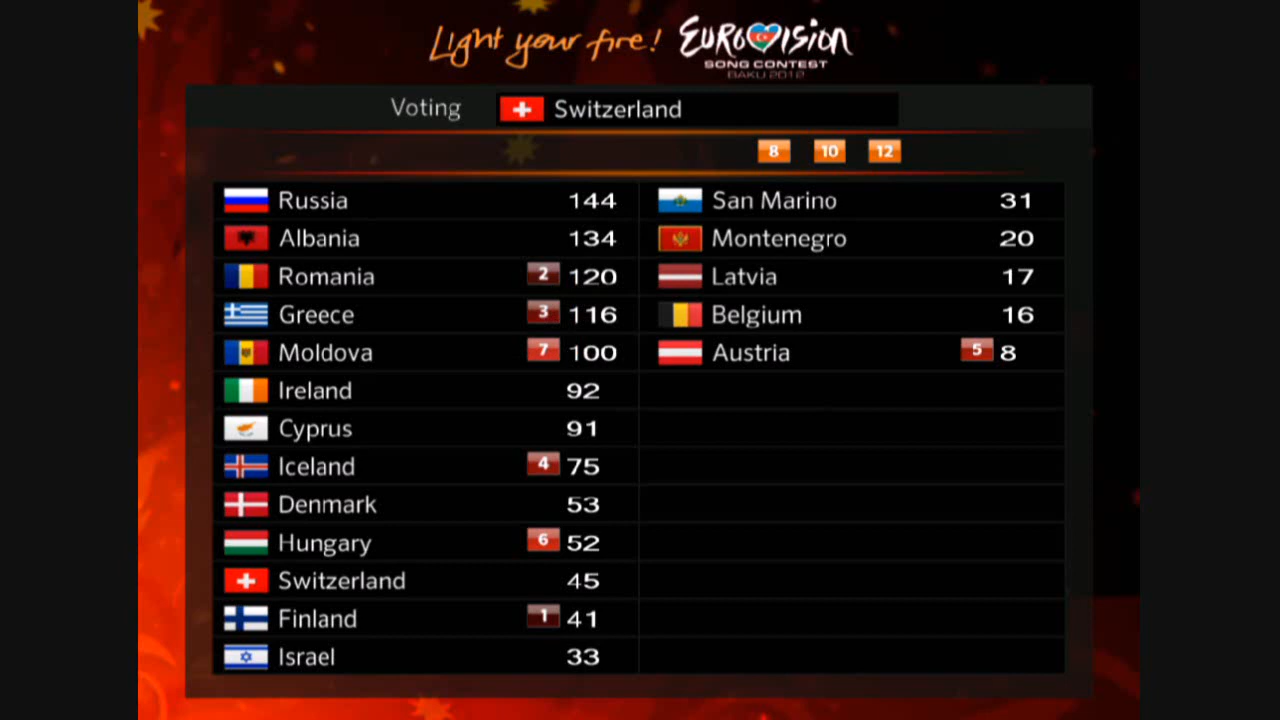 Light your fire! EUROVISION
SONG CONTEST
BAKU 2012
Voting Switzerland
8 10 12
Russia 144
Albania 134
Romania 2 120
Greece 3 116
Moldova 7 100
Ireland 92
Cyprus 91
Iceland 4 75
Denmark 53
Hungary 6 52
Switzerland 45
Finland 1 41
Israel 33
San Marino 31
Montenegro 20
Latvia 17
Belgium 16
Austria 5 8